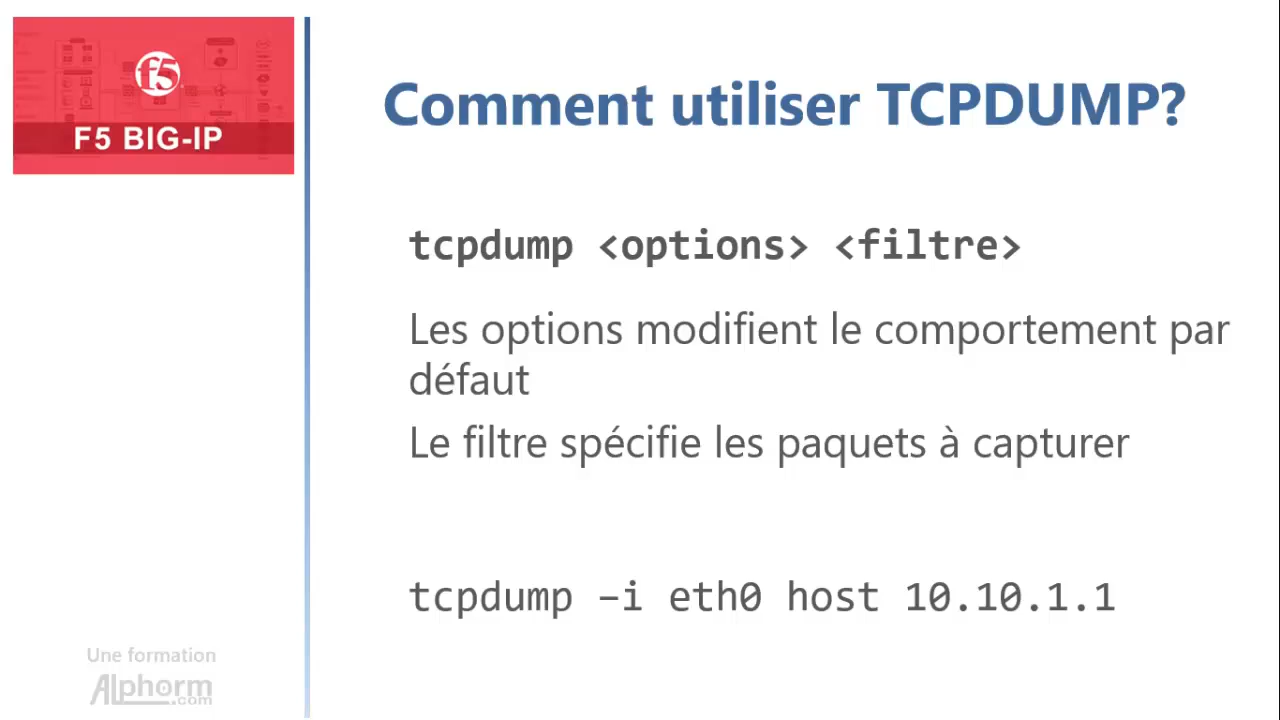 f5
F5 BIG-IP
Comment utiliser TCPDUMP?
tcpdump <options> <filtre>
Les options modifient le comportement par
défaut
Le filtre spécifie les paquets à capturer
tcpdump –i eth0 host 10.10.1.1
Une formation
Alphorm
.com